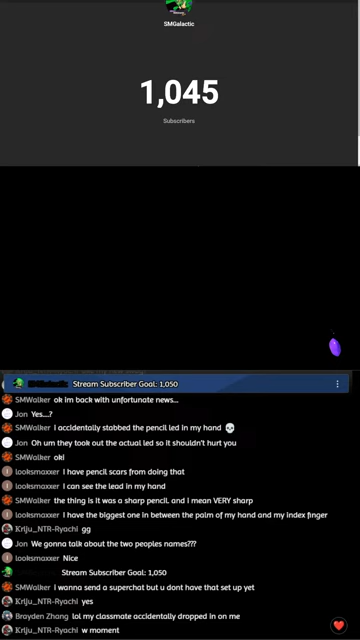 SMGalactic
1,045
Subscribers
SMGalactic Stream Subscriber Goal: 1,050
SMWalker ok im back with unfortunate news...
Jon Yes....?
SMWalker I accidentally stabbed the pencil led in my hand 💀
Jon Oh um they took out the actual led so it shouldn't hurt you
SMWalker oki
looksmaxxer I have pencil scars from doing that
looksmaxxer I can see the lead in my hand
SMWalker the thing is it was a sharp pencil and i mean VERY sharp
looksmaxxer I have the biggest one in between the palm of my hand and my index finger
Kriju_NTR-Ryachi gg
Jon We gonna talk about the two peoples names???
looksmaxxer Nice
Stream Subscriber Goal: 1,050
SMWalker i wanna send a superchat but u dont have that set up yet
Kriju_NTR-Ryachi yes
Brayden Zhang lol my classmate accidentally dropped in on me
Kriju_NTR-Ryachi w moment